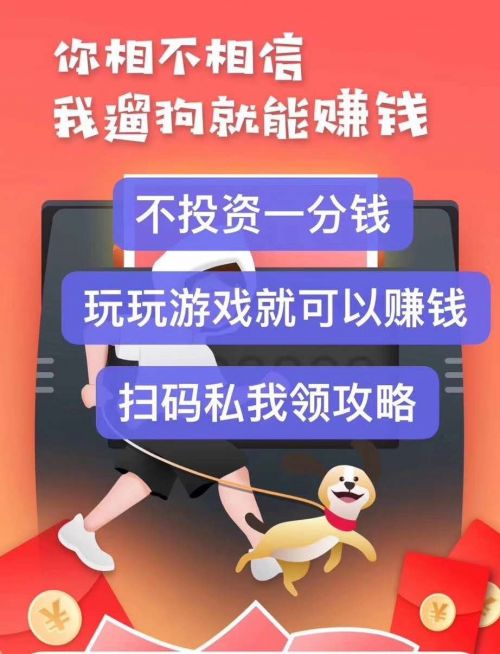 你相不相信
我遛狗就能赚钱
不投资一分钱
玩玩游戏就可以赚钱
扫码私我领攻略
¥
¥